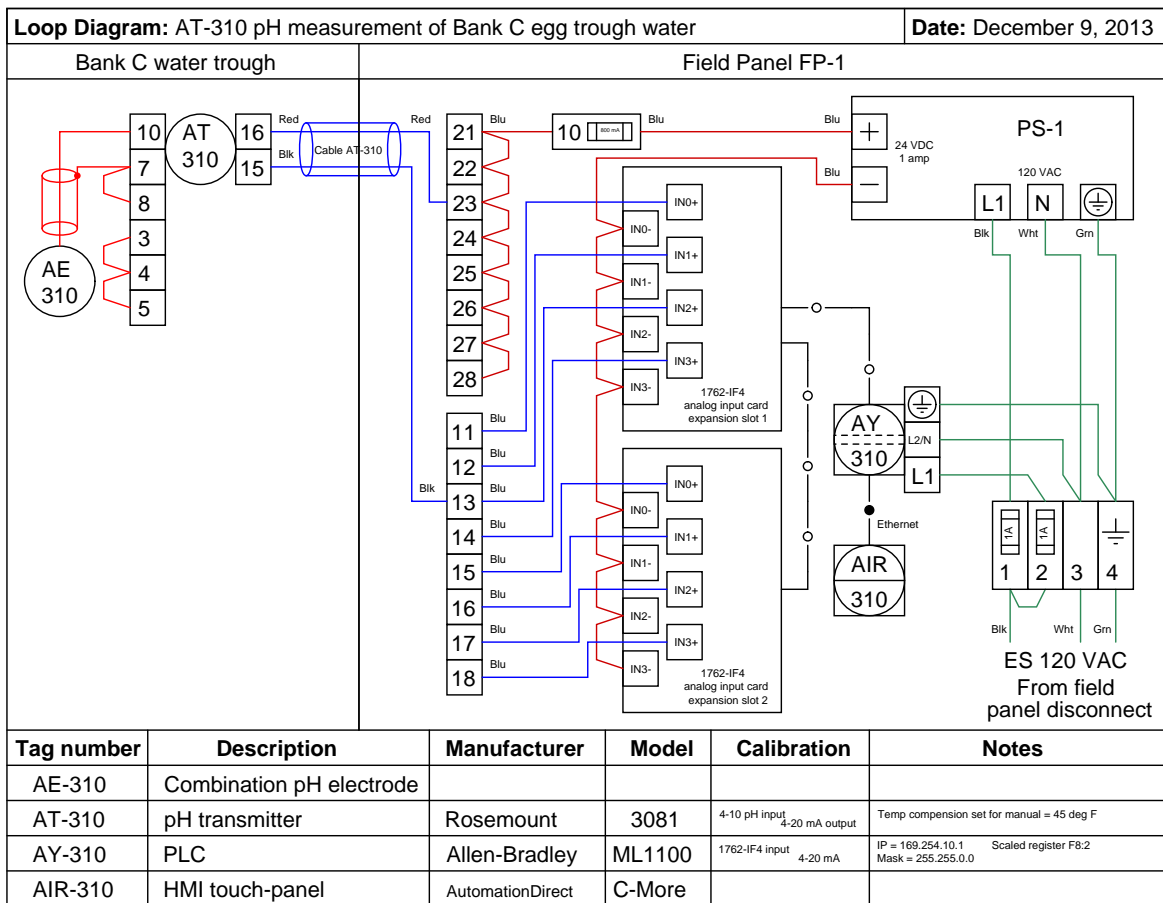 Loop Diagram: AT-310 pH measurement of Bank C egg trough water
Date: December 9, 2013
Bank C water trough
Field Panel FP-1
10
7
8
3
4
5
AT
310
16
15
AE
310
Red
Blk
Cable AT-310
Red
Blk
21
22
23
24
25
26
27
28
11
12
13
14
15
16
17
18
Blu
Blu
Blu
Blu
Blu
Blu
Blu
Blu
Blu
10
800 mA
Blu
Blu
Blu
IN0+
IN0-
IN1+
IN1-
IN2+
IN2-
IN3+
IN3-
1762-IF4
analog input card
expansion slot 1
IN0+
IN0-
IN1+
IN1-
IN2+
IN2-
IN3+
IN3-
1762-IF4
analog input card
expansion slot 2
+
−
24 VDC
1 amp
PS-1
120 VAC
L1
N
Blk
Wht
Grn
AY
310
L2/N
L1
Ethernet
AIR
310
1A
1A
1
2
3
4
Blk
Wht
Grn
ES 120 VAC
From field
panel disconnect
Tag number Description Manufacturer Model Calibration Notes
AE-310 Combination pH electrode
AT-310 pH transmitter Rosemount 3081 4-10 pH input 4-20 mA output Temp compension set for manual = 45 deg F
AY-310 PLC Allen-Bradley ML1100 1762-IF4 input 4-20 mA IP = 169.254.10.1 Scaled register F8:2
Mask = 255.255.0.0
AIR-310 HMI touch-panel AutomationDirect C-More